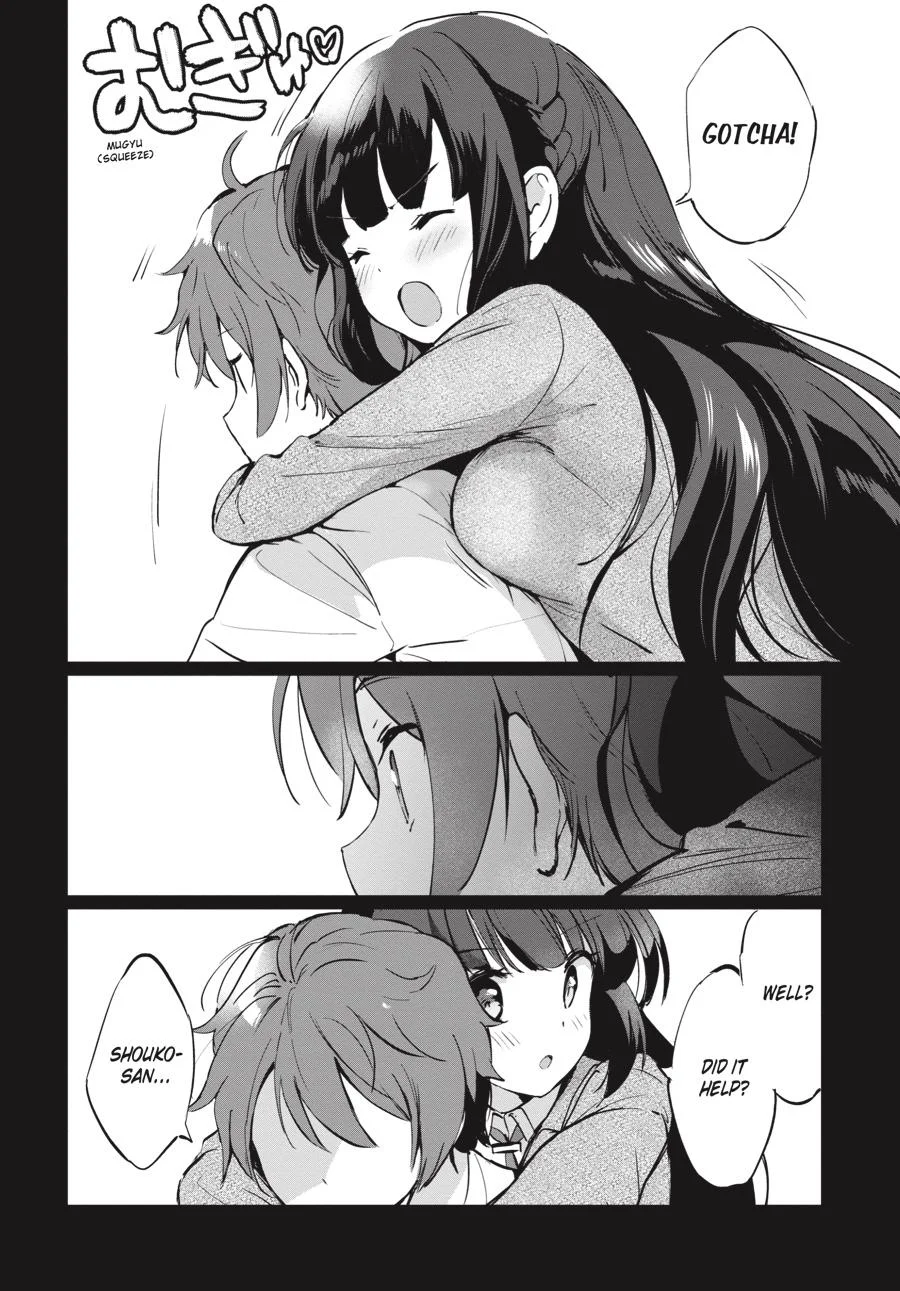 むぎゅ♡
MUGYU
(SQUEEZE)
GOTCHA!
WELL?
DID IT
HELP?
SHOUKO-
SAN...